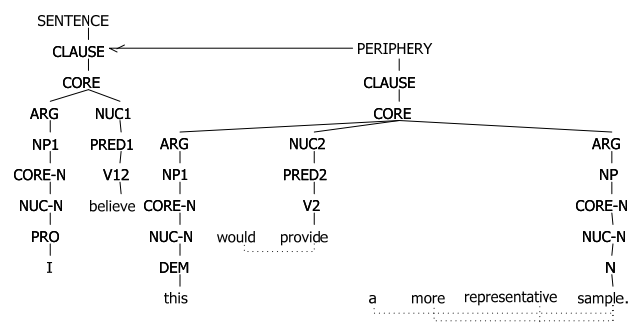 SENTENCE
CLAUSE PERIPHERY
CORE CLAUSE
ARG NUC1 CORE
NP1 PRED1 ARG NUC2 ARG
CORE-N V12 NP1 PRED2 NP
NUC-N believe CORE-N V2 CORE-N
PRO NUC-N would provide NUC-N
I DEM N
this a more representative sample.